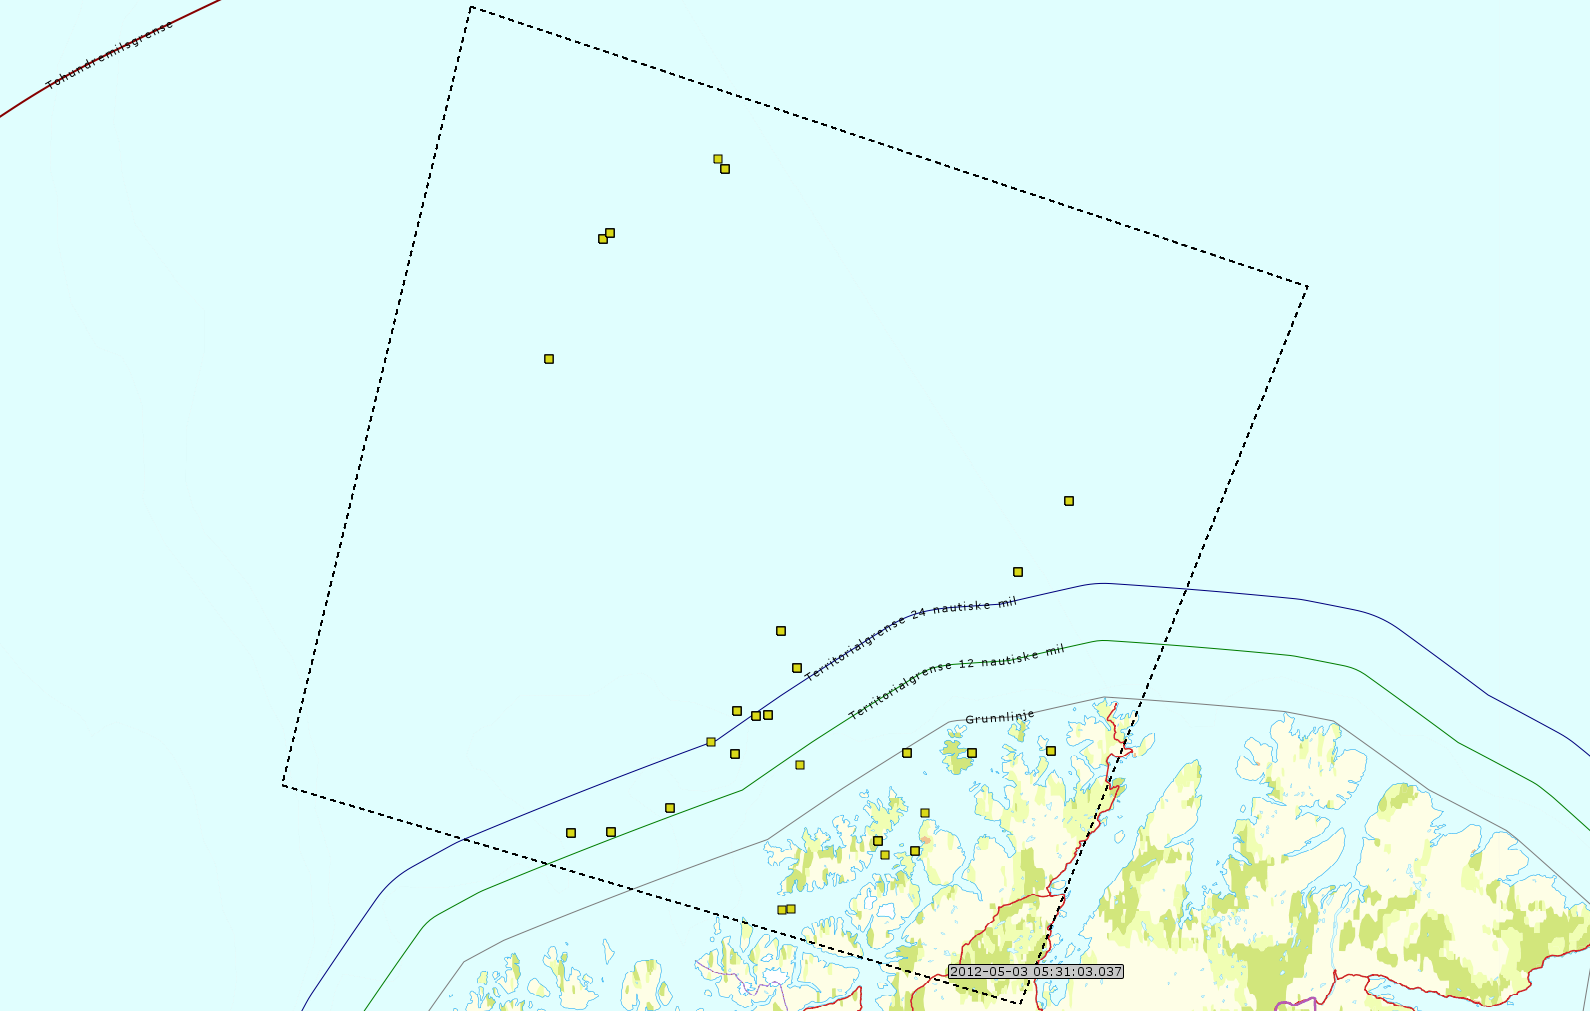 Tohundremilsgrense
Territorialgrense 24 nautiske mil
Territorialgrense 12 nautiske mil
Grunnlinje
2012-05-03 05:31:03.037